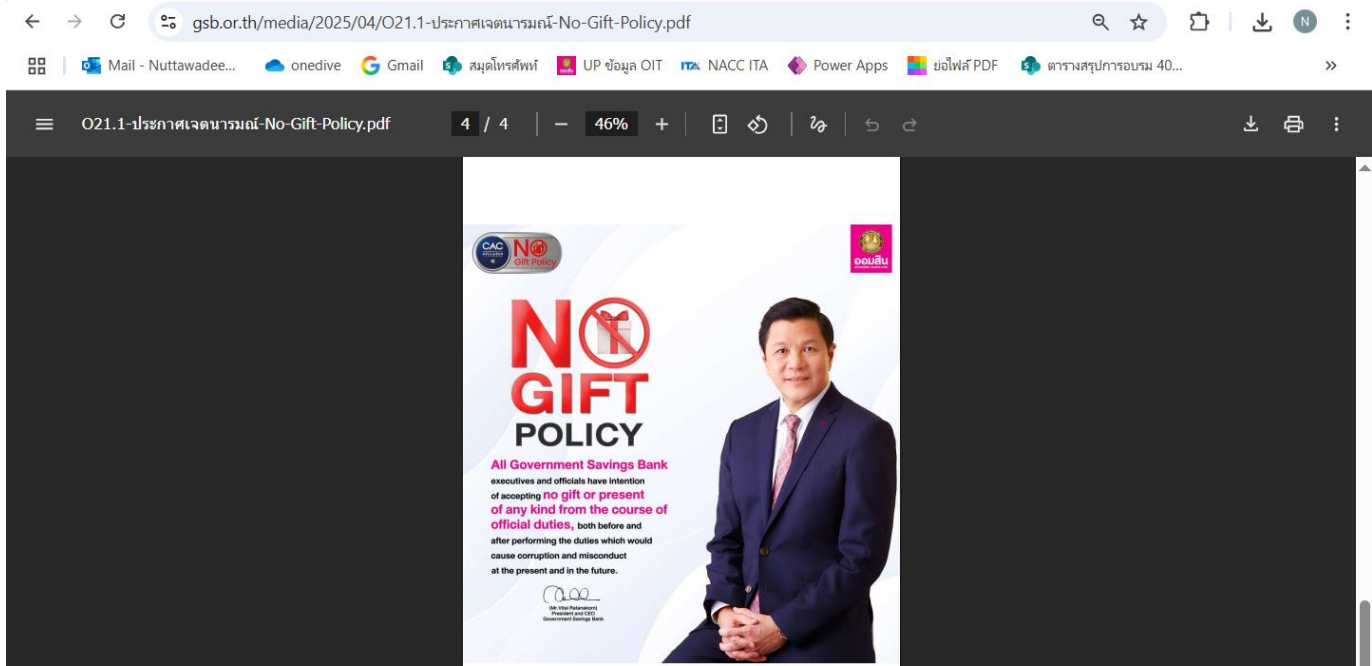 gsb.or.th/media/2025/04/O21.1-ประกาศเจตนารมณ์-No-Gift-Policy.pdf
N
Mail - Nuttawadee... onedive Gmail สมุดโทรศัพท์ UP ข้อมูล OIT ITA NACC ITA Power Apps ย่อไฟล์ PDF ตารางสรุปการอบรม 40... »
O21.1-ประกาศเจตนารมณ์-No-Gift-Policy.pdf 4 / 4 46%
CAC NO
Gift Policy
ออมสิน
NO
GIFT
POLICY
All Government Savings Bank
executives and officials have intention
of accepting no gift or present
of any kind from the course of
official duties, both before and
after performing the duties which would
cause corruption and misconduct
at the present and in the future.
(Mr.Vitai Ratanakorn)
President and CEO
Government Savings Bank